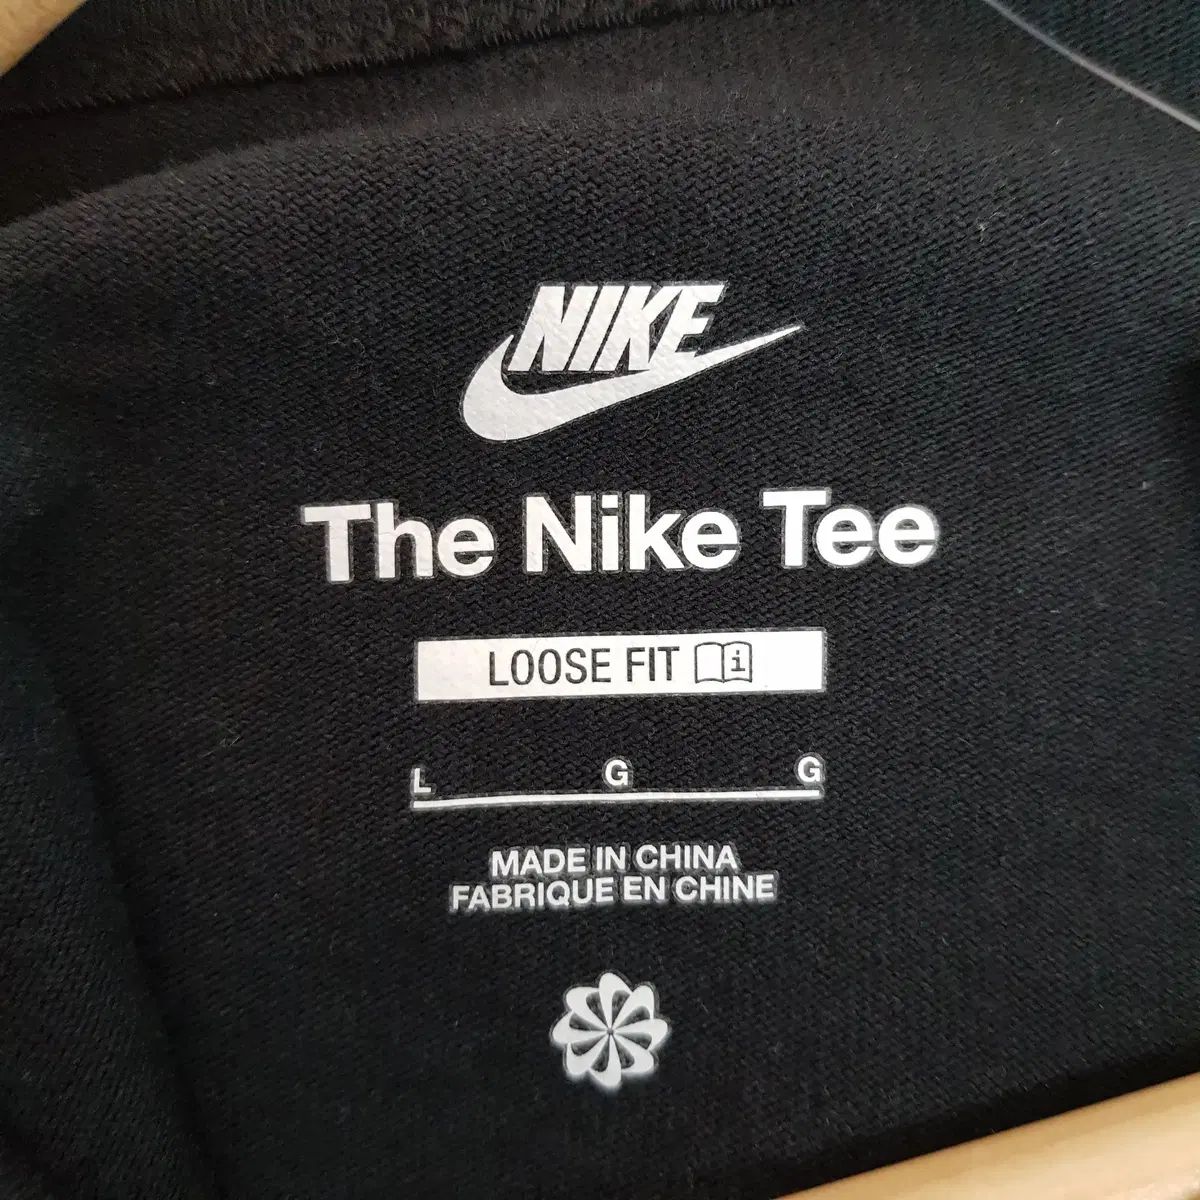 NIKE
The Nike Tee
LOOSE FIT i
L G G
MADE IN CHINA
FABRIQUE EN CHINE